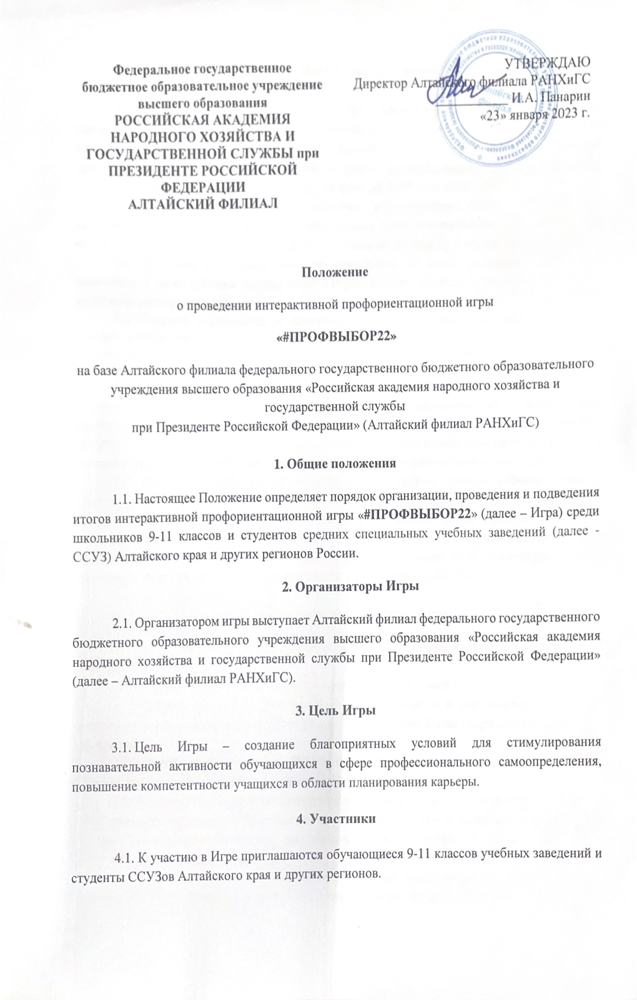 Федеральное государственное
бюджетное образовательное учреждение
высшего образования
РОССИЙСКАЯ АКАДЕМИЯ
НАРОДНОГО ХОЗЯЙСТВА И
ГОСУДАРСТВЕННОЙ СЛУЖБЫ при
ПРЕЗИДЕНТЕ РОССИЙСКОЙ
ФЕДЕРАЦИИ
АЛТАЙСКИЙ ФИЛИАЛ
УТВЕРЖДАЮ
Директор Алтайского филиала РАНХиГС
И.А. Панарин
«23» января 2023 г.
Алтайский
филиал
Положение
о проведении интерактивной профориентационной игры
«#ПРОФВЫБОР22»
на базе Алтайского филиала федерального государственного бюджетного образовательного
учреждения высшего образования «Российская академия народного хозяйства и
государственной службы
при Президенте Российской Федерации» (Алтайский филиал РАНХиГС)
1. Общие положения
1.1. Настоящее Положение определяет порядок организации, проведения и подведения
итогов интерактивной профориентационной игры «#ПРОФВЫБОР22» (далее – Игра) среди
школьников 9-11 классов и студентов средних специальных учебных заведений (далее -
ССУЗ) Алтайского края и других регионов России.
2. Организаторы Игры
2.1. Организатором игры выступает Алтайский филиал федерального государственного
бюджетного образовательного учреждения высшего образования «Российская академия
народного хозяйства и государственной службы при Президенте Российской Федерации»
(далее – Алтайский филиал РАНХиГС).
3. Цель Игры
3.1. Цель Игры – создание благоприятных условий для стимулирования
познавательной активности обучающихся в сфере профессионального самоопределения,
повышение компетентности учащихся в области планирования карьеры.
4. Участники
4.1. К участию в Игре приглашаются обучающиеся 9-11 классов учебных заведений и
студенты ССУЗов Алтайского края и других регионов.